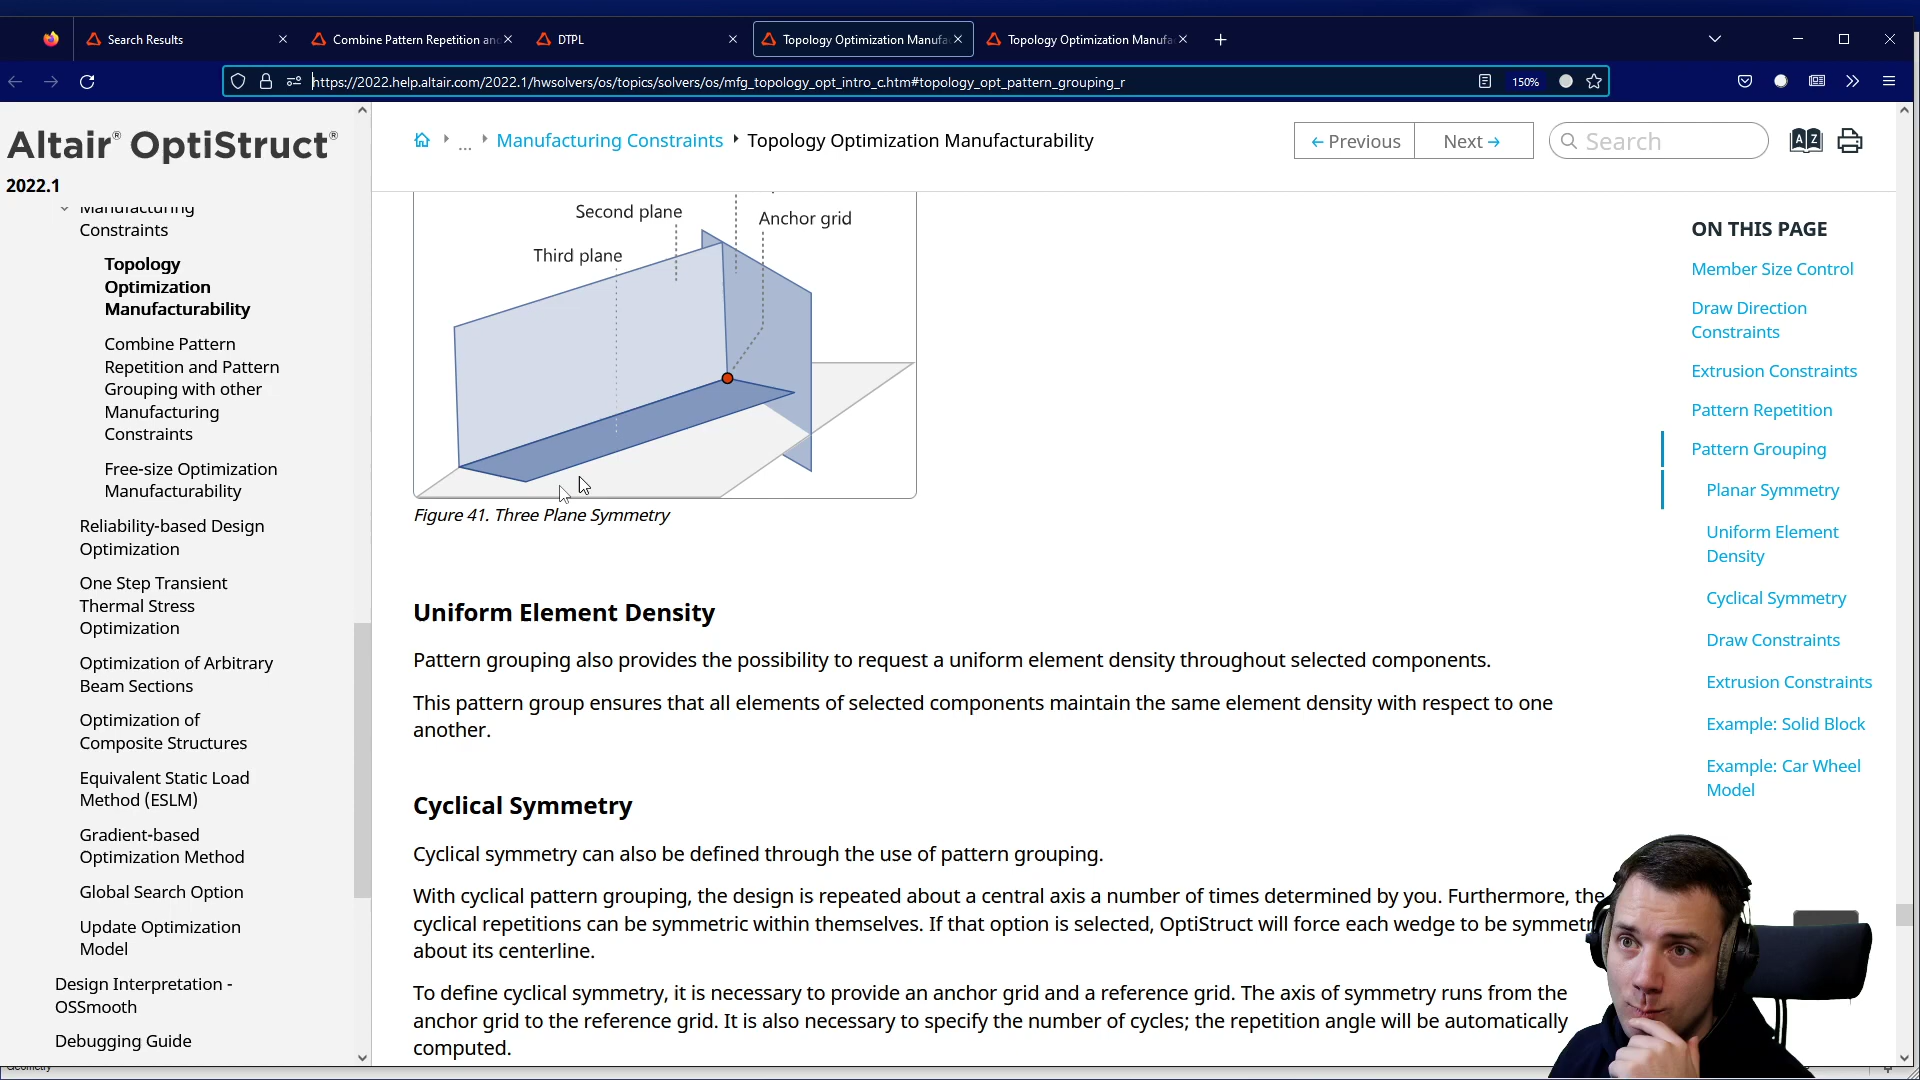 Search Results
Combine Pattern Repetition an
DTPL
Topology Optimization Manufa
Topology Optimization Manufa
https://2022.help.altair.com/2022.1/hwsolvers/os/topics/solvers/os/mfg_topology_opt_intro_c.htm#topology_opt_pattern_grouping_r
150%
Altair® OptiStruct®
2022.1
... Manufacturing Constraints Topology Optimization Manufacturability
← Previous
Next →
Search
A Z
Manufacturing
Constraints
Topology
Optimization
Manufacturability
Combine Pattern
Repetition and Pattern
Grouping with other
Manufacturing
Constraints
Free-size Optimization
Manufacturability
Reliability-based Design
Optimization
One Step Transient
Thermal Stress
Optimization
Optimization of Arbitrary
Beam Sections
Optimization of
Composite Structures
Equivalent Static Load
Method (ESLM)
Gradient-based
Optimization Method
Global Search Option
Update Optimization
Model
Design Interpretation -
OSSmooth
Debugging Guide
Second plane
Anchor grid
Third plane
Figure 41. Three Plane Symmetry
Uniform Element Density
Pattern grouping also provides the possibility to request a uniform element density throughout selected components.
This pattern group ensures that all elements of selected components maintain the same element density with respect to one
another.
Cyclical Symmetry
Cyclical symmetry can also be defined through the use of pattern grouping.
With cyclical pattern grouping, the design is repeated about a central axis a number of times determined by you. Furthermore, the
cyclical repetitions can be symmetric within themselves. If that option is selected, OptiStruct will force each wedge to be symmetr
about its centerline.
To define cyclical symmetry, it is necessary to provide an anchor grid and a reference grid. The axis of symmetry runs from the
anchor grid to the reference grid. It is also necessary to specify the number of cycles; the repetition angle will be automatically
computed.
ON THIS PAGE
Member Size Control
Draw Direction
Constraints
Extrusion Constraints
Pattern Repetition
Pattern Grouping
Planar Symmetry
Uniform Element
Density
Cyclical Symmetry
Draw Constraints
Extrusion Constraints
Example: Solid Block
Example: Car Wheel
Model